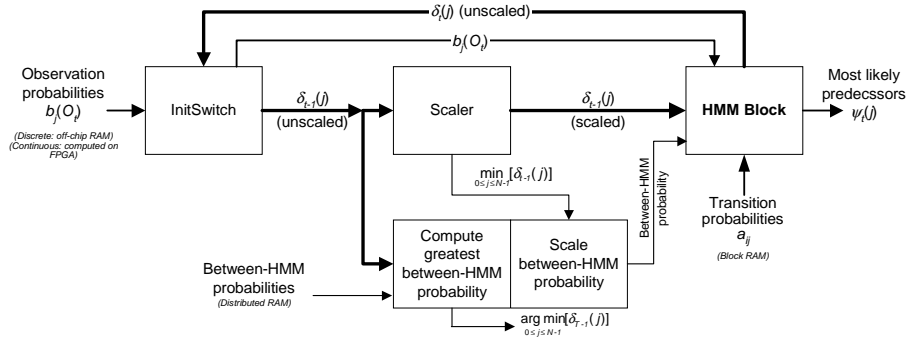 δt(j) (unscaled)
bj(Ot)
Observation
probabilities
bj(Ot)
(Discrete: off-chip RAM)
(Continuous: computed on
FPGA)
InitSwitch
δt-1(j)
(unscaled)
Scaler
δt-1(j)
(scaled)
HMM Block
Most likely
predecssors
ψt(j)
min [δt-1(j)]
0≤j≤N-1
Between-HMM
probability
Transition
probabilities
aij
(Block RAM)
Compute
greatest
between-HMM
probability
Scale
between-HMM
probability
Between-HMM
probabilities
(Distributed RAM)
arg min[δT-1(j)]
0≤j≤N-1